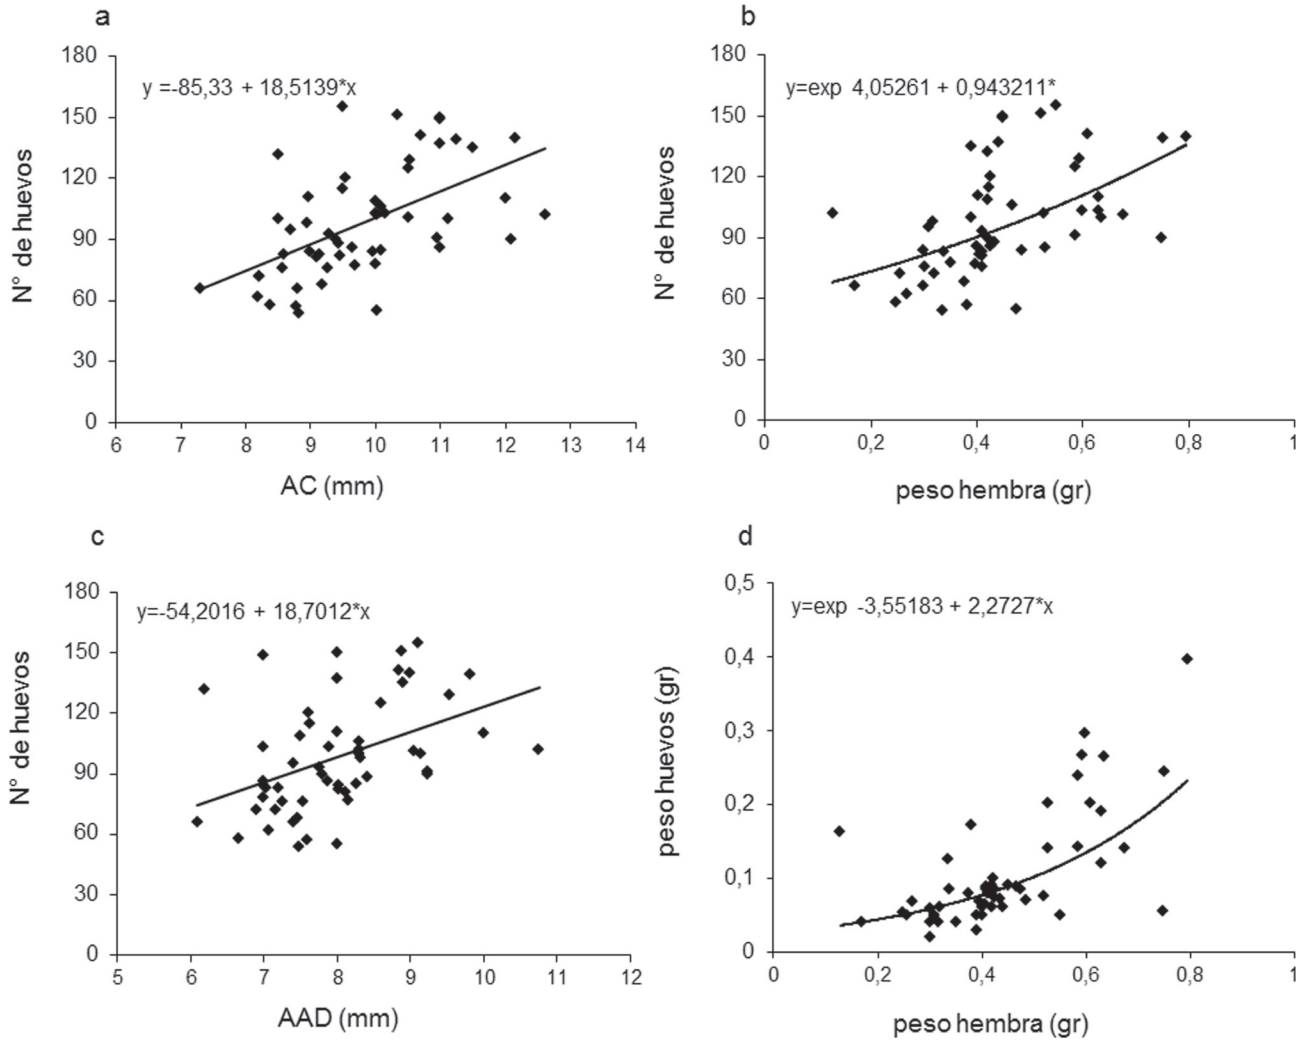 a
y =-85,33 + 18,5139*x
N° de huevos
180
150
120
90
60
30
0
6 7 8 9 10 11 12 13 14
AC (mm)
b
y=exp 4,05261 + 0,943211*
N° de huevos
180
150
120
90
60
30
0
0 0,2 0,4 0,6 0,8 1
peso hembra (gr)
c
y=-54,2016 + 18,7012*x
N° de huevos
180
150
120
90
60
30
0
5 6 7 8 9 10 11 12
AAD (mm)
d
y=exp -3,55183 + 2,2727*x
peso huevos (gr)
0,5
0,4
0,3
0,2
0,1
0
0 0,2 0,4 0,6 0,8 1
peso hembra (gr)